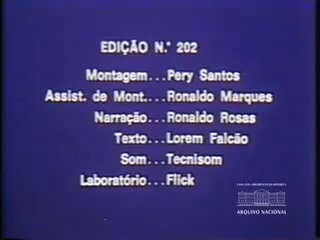 EDIÇÃO N.º 202
Montagem...Pery Santos
Assist. de Mont....Ronaldo Marques
Narração...Ronaldo Rosas
Texto...Lorem Falcão
Som...Tecnisom
Laboratório...Flick
ARQUIVO NACIONAL